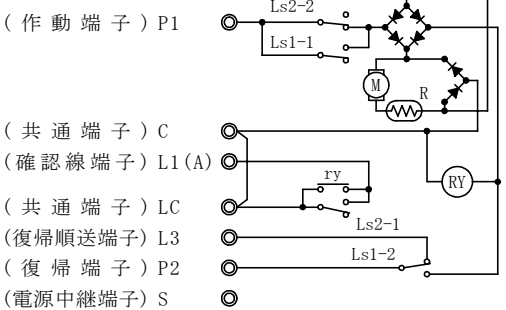 Ls2-2
(作動端子)P1
Ls1-1
M
R
(共通端子)C
(確認線端子)L1(A)
ry
RY
(共通端子)LC
Ls2-1
(復帰順送端子)L3
Ls1-2
(復帰端子)P2
(電源中継端子)S